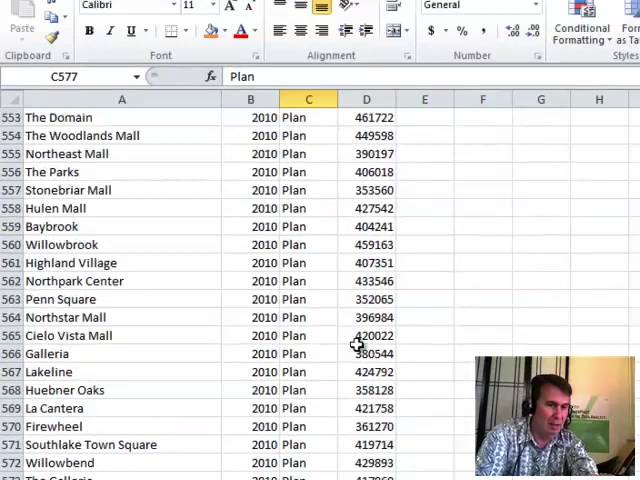 Calibri 11 A A General
Paste B I U A $ % , .0 .00 .00 .0 Conditional Format
Formatting as Ta
Clipboard Font Alignment Number Styles
C577 fx Plan
A B C D E F G H
553 The Domain 2010 Plan 461722
554 The Woodlands Mall 2010 Plan 449598
555 Northeast Mall 2010 Plan 390197
556 The Parks 2010 Plan 406018
557 Stonebriar Mall 2010 Plan 353560
558 Hulen Mall 2010 Plan 427542
559 Baybrook 2010 Plan 404241
560 Willowbrook 2010 Plan 459163
561 Highland Village 2010 Plan 407351
562 Northpark Center 2010 Plan 433546
563 Penn Square 2010 Plan 352065
564 Northstar Mall 2010 Plan 396984
565 Cielo Vista Mall 2010 Plan 420022
566 Galleria 2010 Plan 380544
567 Lakeline 2010 Plan 424792
568 Huebner Oaks 2010 Plan 358128
569 La Cantera 2010 Plan 421758
570 Firewheel 2010 Plan 361270
571 Southlake Town Square 2010 Plan 419714
572 Willowbend 2010 Plan 429893